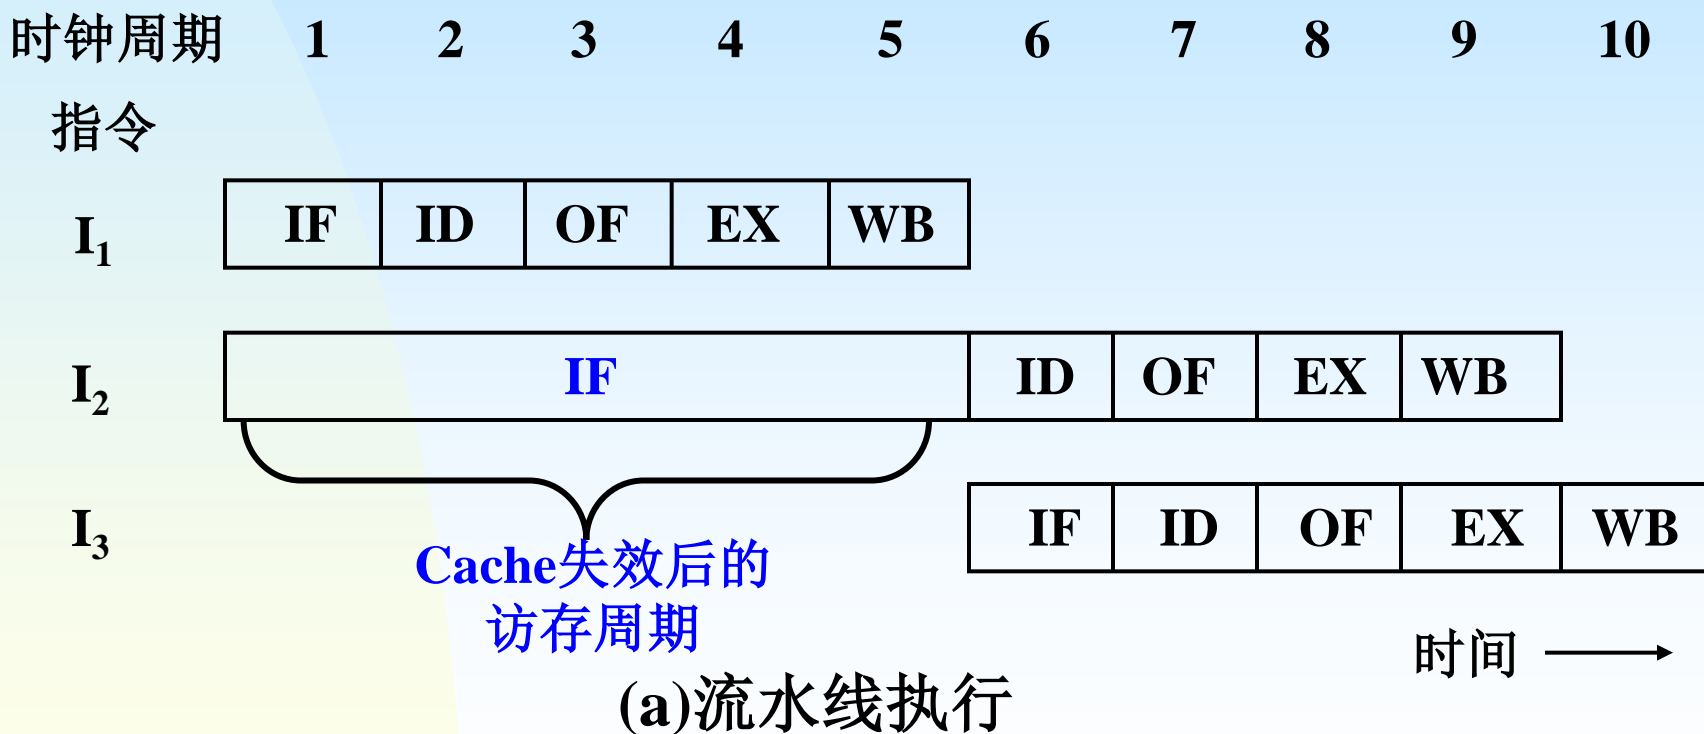 时钟周期 1 2 3 4 5 6 7 8 9 10
指令
I1 IF ID OF EX WB
I2 IF ID OF EX WB
I3 IF ID OF EX WB
Cache失效后的
访存周期
时间
(a)流水线执行